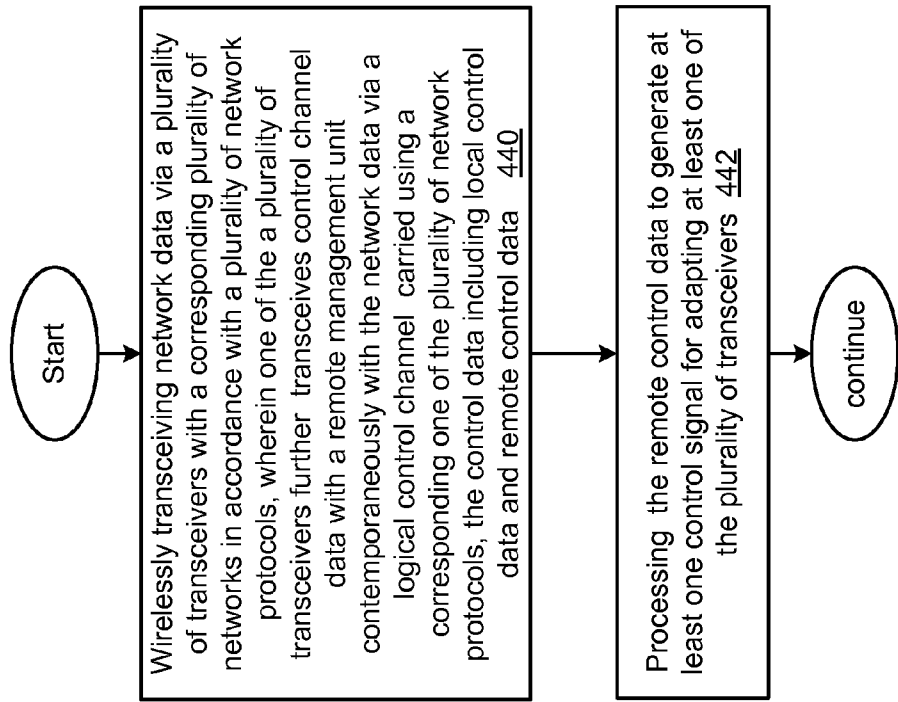 Start
Wirelessly transceiving network data via a plurality
of transceivers with a corresponding plurality of
networks in accordance with a plurality of network
protocols, wherein one of the a plurality of
transceivers further transceives control channel
data with a remote management unit
contemporaneously with the network data via a
logical control channel carried using a
corresponding one of the plurality of network
protocols, the control data including local control
data and remote control data 440
Processing the remote control data to generate at
least one control signal for adapting at least one of
the plurality of transceivers 442
continue